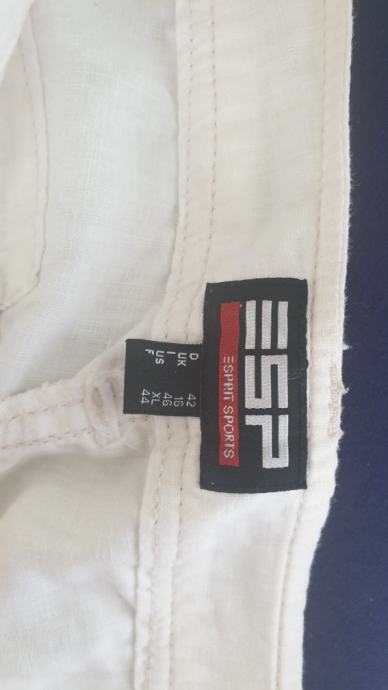 ESP
ESPRIT SPORTS
D 42
UK 16
I 46
US XL
F 44